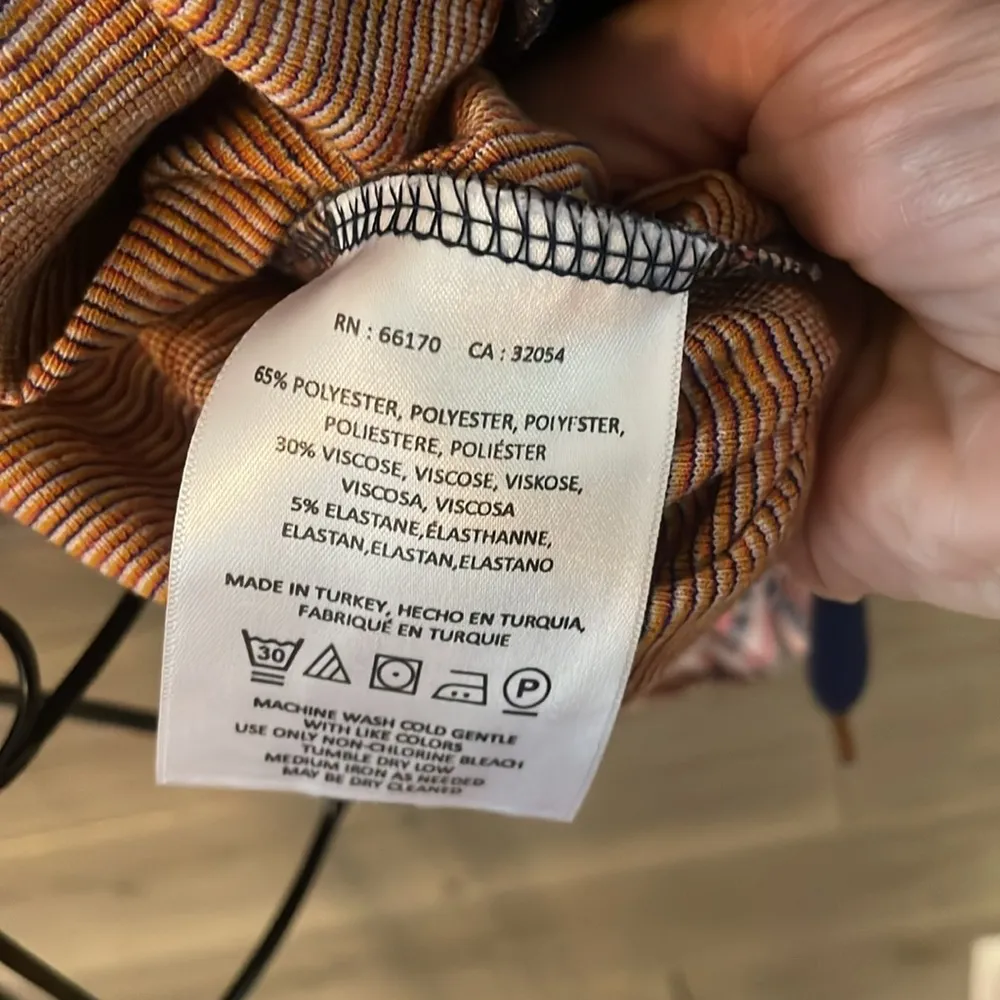 RN : 66170 CA : 32054
65% POLYESTER, POLYESTER, POLYESTER,
POLIESTERE, POLIÉSTER
30% VISCOSE, VISCOSE, VISKOSE,
VISCOSA, VISCOSA
5% ELASTANE,ÉLASTHANNE,
ELASTAN,ELASTAN,ELASTANO
MADE IN TURKEY, HECHO EN TURQUIA,
FABRIQUÉ EN TURQUIE
30 P
MACHINE WASH COLD GENTLE
WITH LIKE COLORS
USE ONLY NON-CHLORINE BLEACH
TUMBLE DRY LOW
MEDIUM IRON AS NEEDED
MAY BE DRY CLEANED